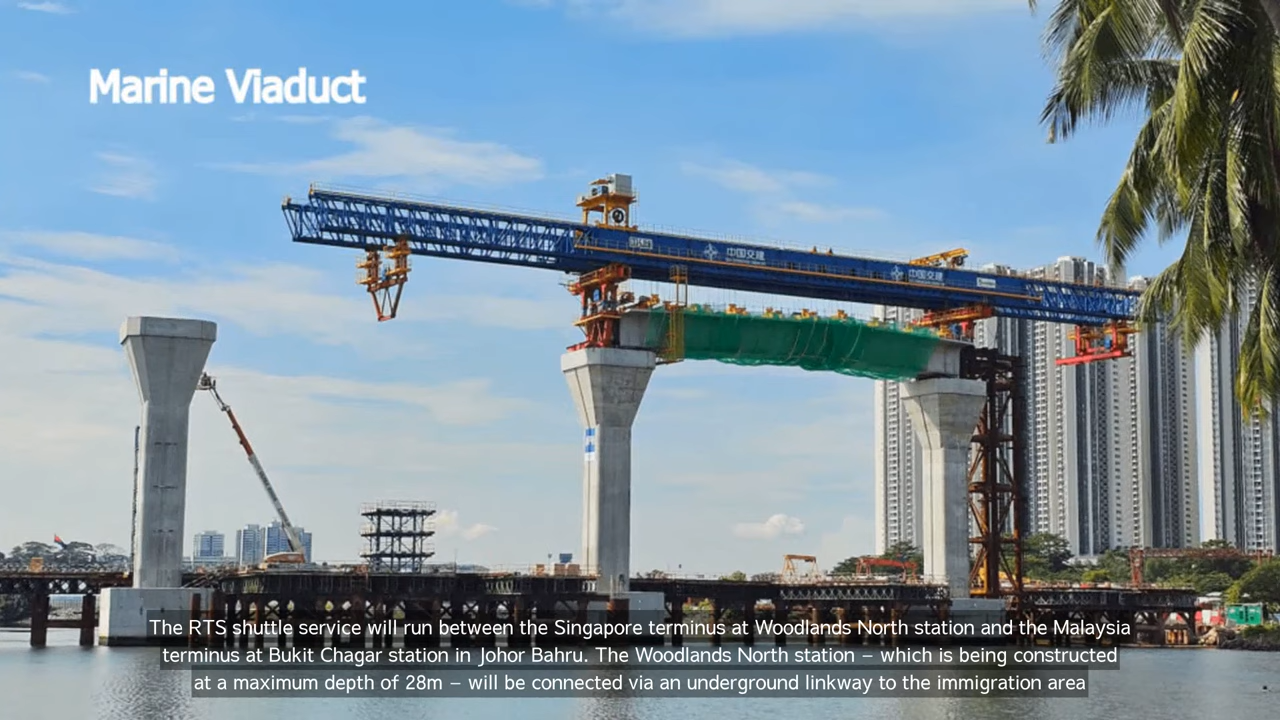 Marine Viaduct
中国交建
中国交建
The RTS shuttle service will run between the Singapore terminus at Woodlands North station and the Malaysia
terminus at Bukit Chagar station in Johor Bahru. The Woodlands North station – which is being constructed
at a maximum depth of 28m – will be connected via an underground linkway to the immigration area